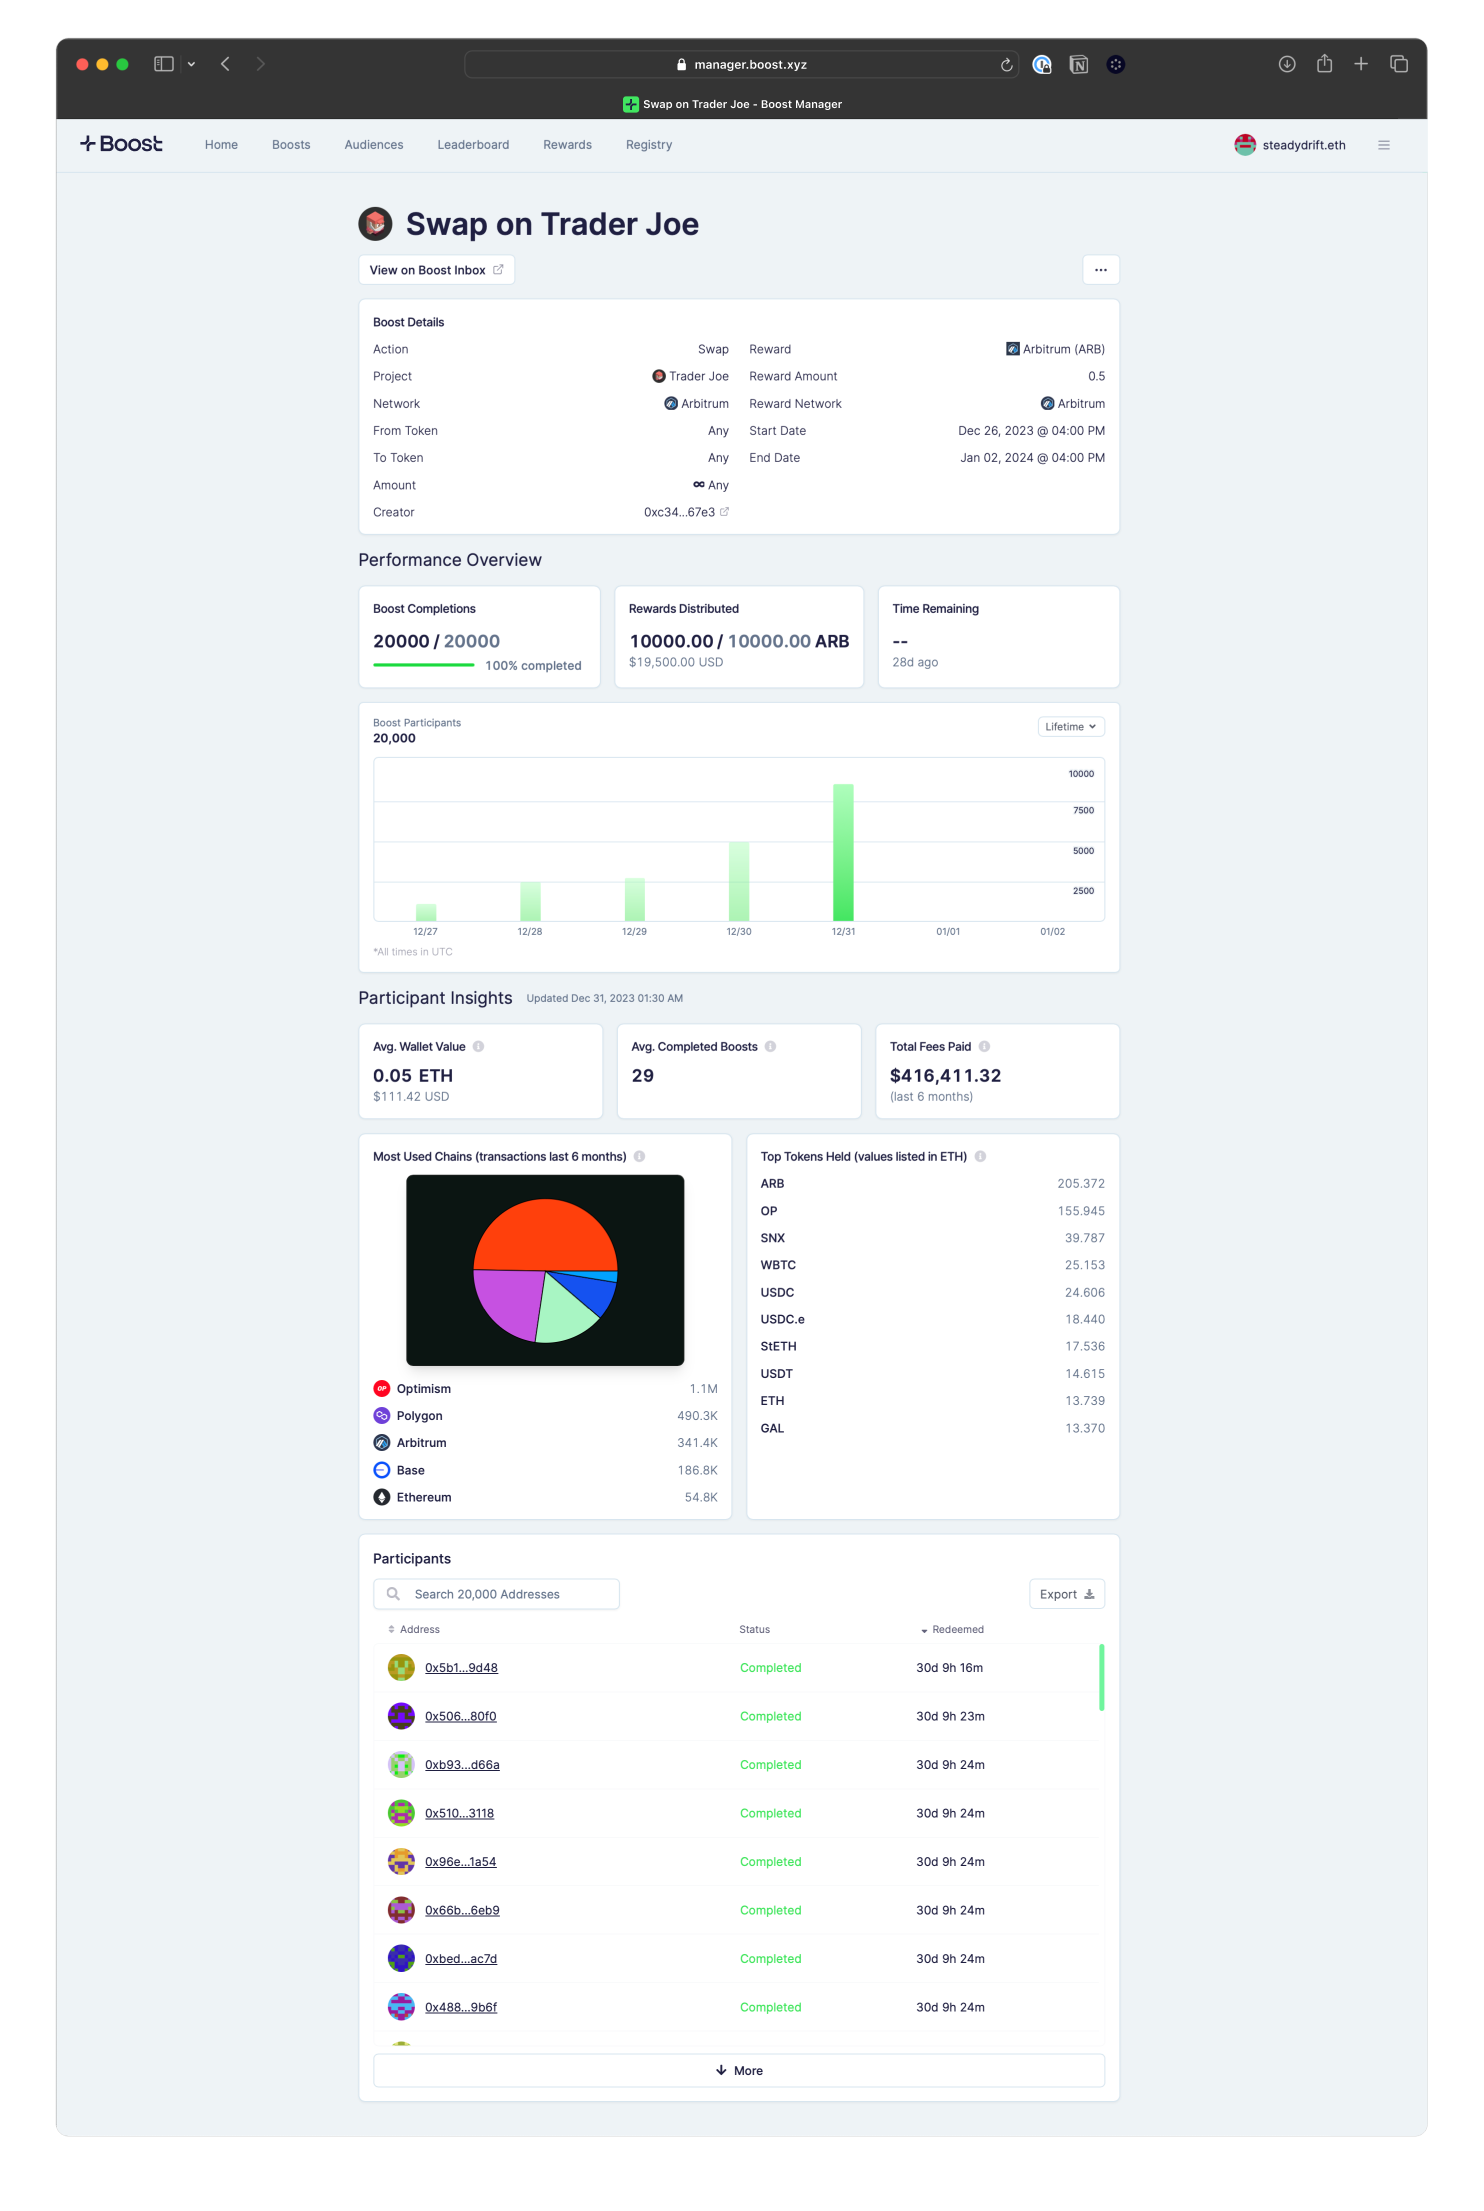 manager.boost.xyz
Swap on Trader Joe - Boost Manager
Boost
Home Boosts Audiences Leaderboard Rewards Registry
steadydrift.eth
Swap on Trader Joe
View on Boost Inbox
...
Boost Details
Action Swap Reward Arbitrum (ARB)
Project Trader Joe Reward Amount 0.5
Network Arbitrum Reward Network Arbitrum
From Token Any Start Date Dec 26, 2023 @ 04:00 PM
To Token Any End Date Jan 02, 2024 @ 04:00 PM
Amount ∞ Any
Creator 0xc34...67e3
Performance Overview
Boost Completions
20000 / 20000
100% completed
Rewards Distributed
10000.00 / 10000.00 ARB
$19,500.00 USD
Time Remaining
--
28d ago
Boost Participants
20,000
Lifetime
10000
7500
5000
2500
12/27 12/28 12/29 12/30 12/31 01/01 01/02
*All times in UTC
Participant Insights Updated Dec 31, 2023 01:30 AM
Avg. Wallet Value
0.05 ETH
$111.42 USD
Avg. Completed Boosts
29
Total Fees Paid
$416,411.32
(last 6 months)
Most Used Chains (transactions last 6 months)
OP Optimism 1.1M
Polygon 490.3K
Arbitrum 341.4K
Base 186.8K
Ethereum 54.8K
Top Tokens Held (values listed in ETH)
ARB 205.372
OP 155.945
SNX 39.787
WBTC 25.153
USDC 24.606
USDC.e 18.440
StETH 17.536
USDT 14.615
ETH 13.739
GAL 13.370
Participants
Search 20,000 Addresses
Export
Address Status Redeemed
0x5b1...9d48 Completed 30d 9h 16m
0x506...80f0 Completed 30d 9h 23m
0xb93...d66a Completed 30d 9h 24m
0x510...3118 Completed 30d 9h 24m
0x96e...1a54 Completed 30d 9h 24m
0x66b...6eb9 Completed 30d 9h 24m
0xbed...ac7d Completed 30d 9h 24m
0x488...9b6f Completed 30d 9h 24m
More